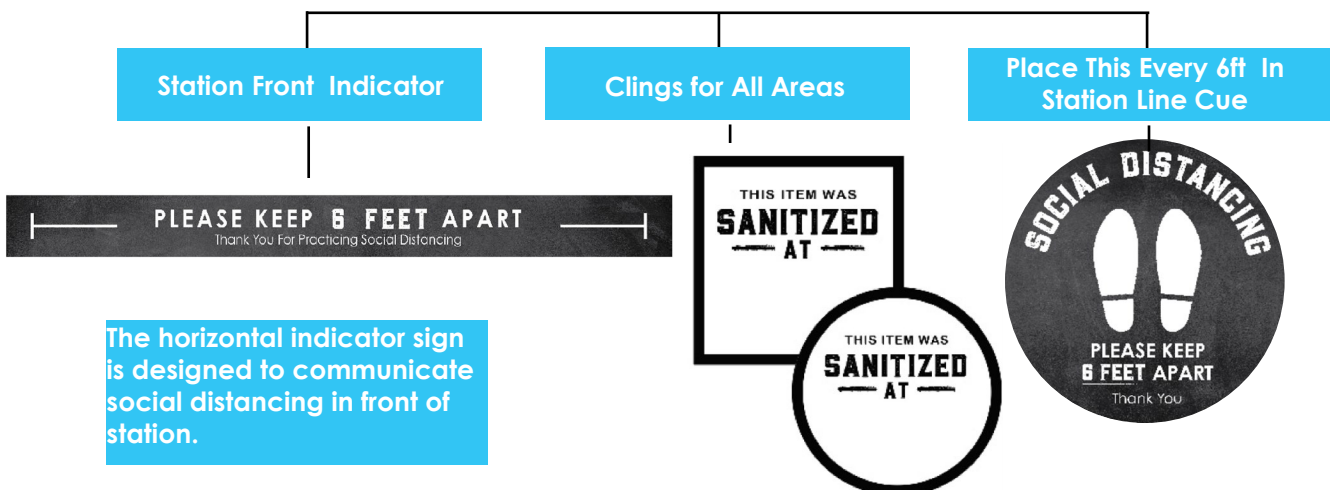 Station Front Indicator
Clings for All Areas
Place This Every 6ft In
Station Line Cue
PLEASE KEEP 6 FEET APART
Thank You For Practicing Social Distancing
THIS ITEM WAS
SANITIZED
AT
THIS ITEM WAS
SANITIZED
AT
SOCIAL DISTANCING
PLEASE KEEP
6 FEET APART
Thank You
The horizontal indicator sign
is designed to communicate
social distancing in front of
station.